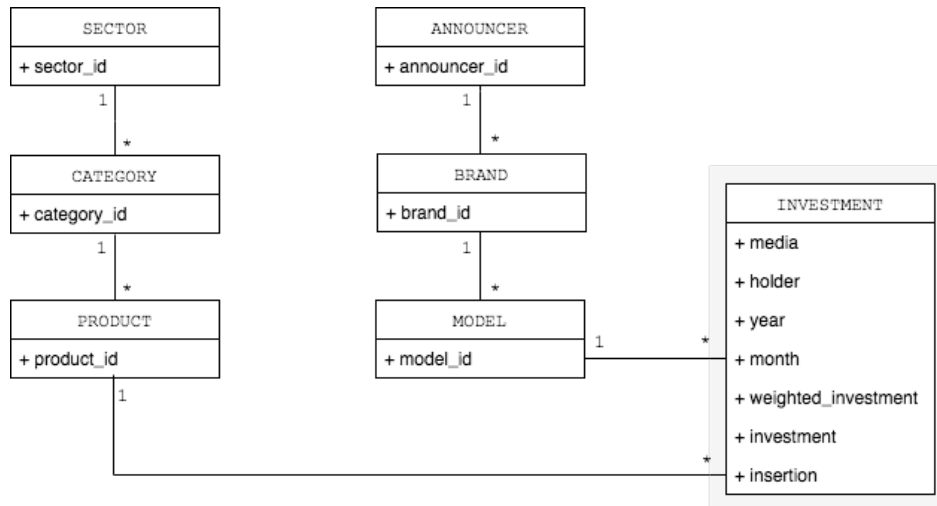 SECTOR
+ sector_id
1
*
CATEGORY
+ category_id
1
*
PRODUCT
+ product_id
1
ANNOUNCER
+ announcer_id
1
*
BRAND
+ brand_id
1
*
MODEL
+ model_id
1
*
*
INVESTMENT
+ media
+ holder
+ year
+ month
+ weighted_investment
+ investment
+ insertion